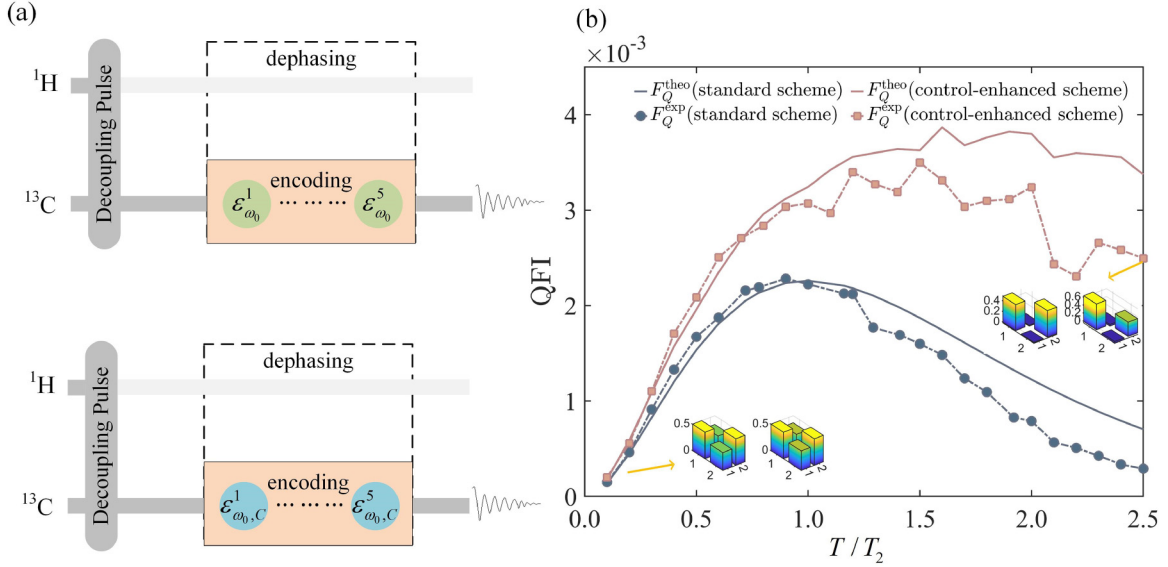 (a)
¹H
Decoupling Pulse
dephasing
¹³C
encoding
ε¹_ω₀ ··· ··· ··· ε⁵_ω₀
¹H
Decoupling Pulse
dephasing
¹³C
encoding
ε¹_ω₀,C ··· ··· ··· ε⁵_ω₀,C
(b)
×10⁻³
F_Q^theo(standard scheme) F_Q^theo(control-enhanced scheme)
F_Q^exp(standard scheme) F_Q^exp(control-enhanced scheme)
QFI
4
3
2
1
0
0.4
0.2
0
1
2
1
2
0.6
0.4
0.2
0
1
2
1
2
0.5
0
1
2
1
2
0.5
0
1
2
1
2
0.0 0.5 1.0 1.5 2.0 2.5
T / T₂